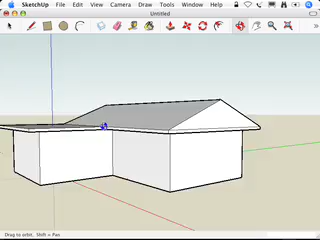 SketchUp File Edit View Camera Draw Tools Window Help
Untitled
Drag to orbit. Shift = Pan